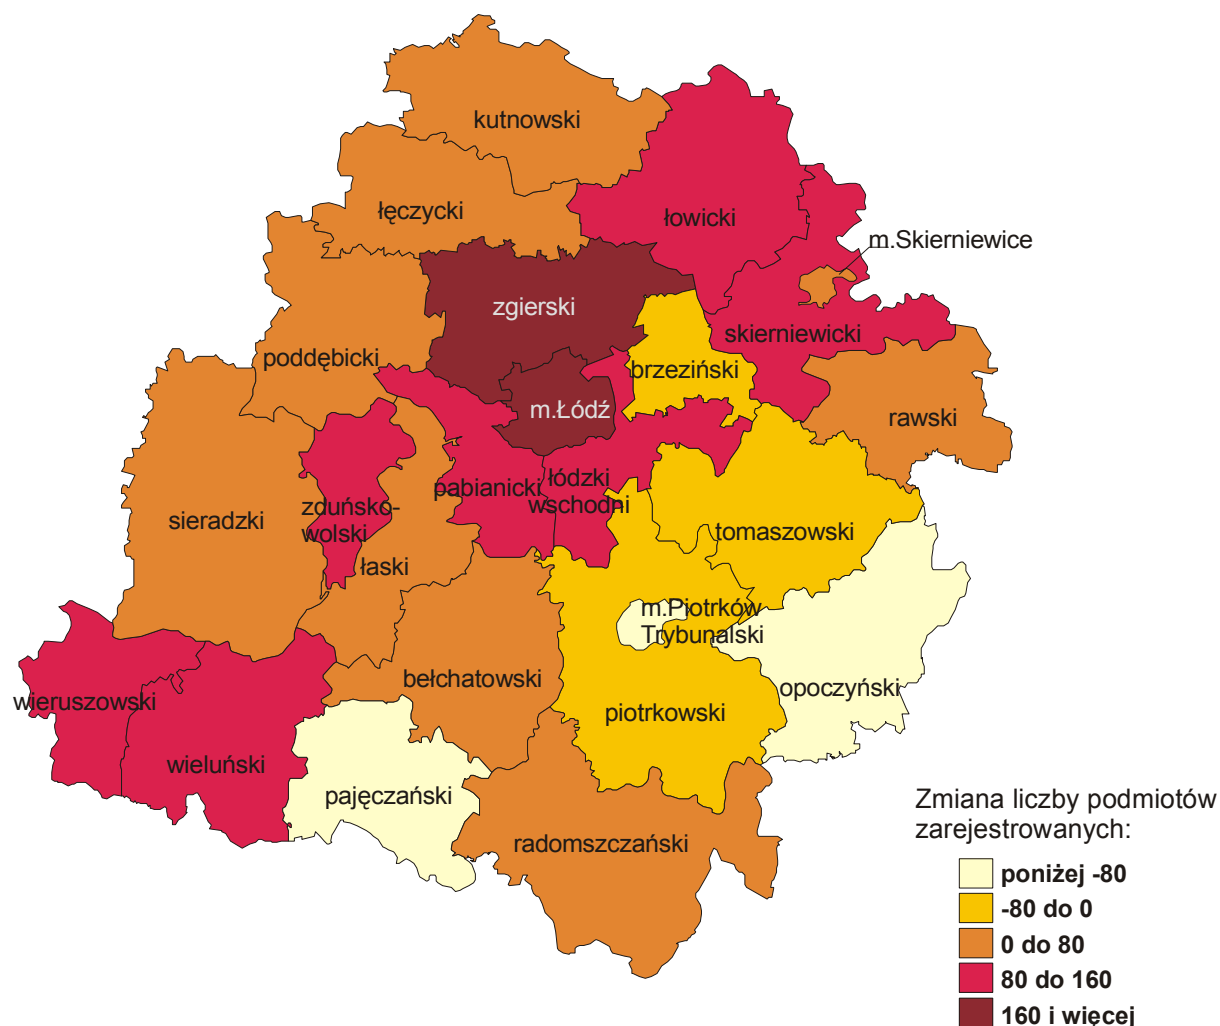 kutnowski
łęczycki
łowicki
m.Skierniewice
zgierski
skierniewicki
poddębicki
brzeziński
m.Łódź
rawski
pabianicki
łódzki
wschodni
zduńsko-
wolski
sieradzki
tomaszowski
łaski
m.Piotrków
Trybunalski
bełchatowski
opoczyński
wieruszowski
piotrkowski
wieluński
pajęczański
radomszczański
Zmiana liczby podmiotów
zarejestrowanych:
poniżej -80
-80 do 0
0 do 80
80 do 160
160 i więcej